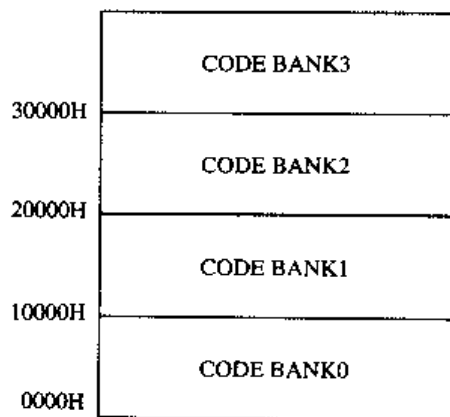 CODE BANK3
30000H
CODE BANK2
20000H
CODE BANK1
10000H
CODE BANK0
0000H